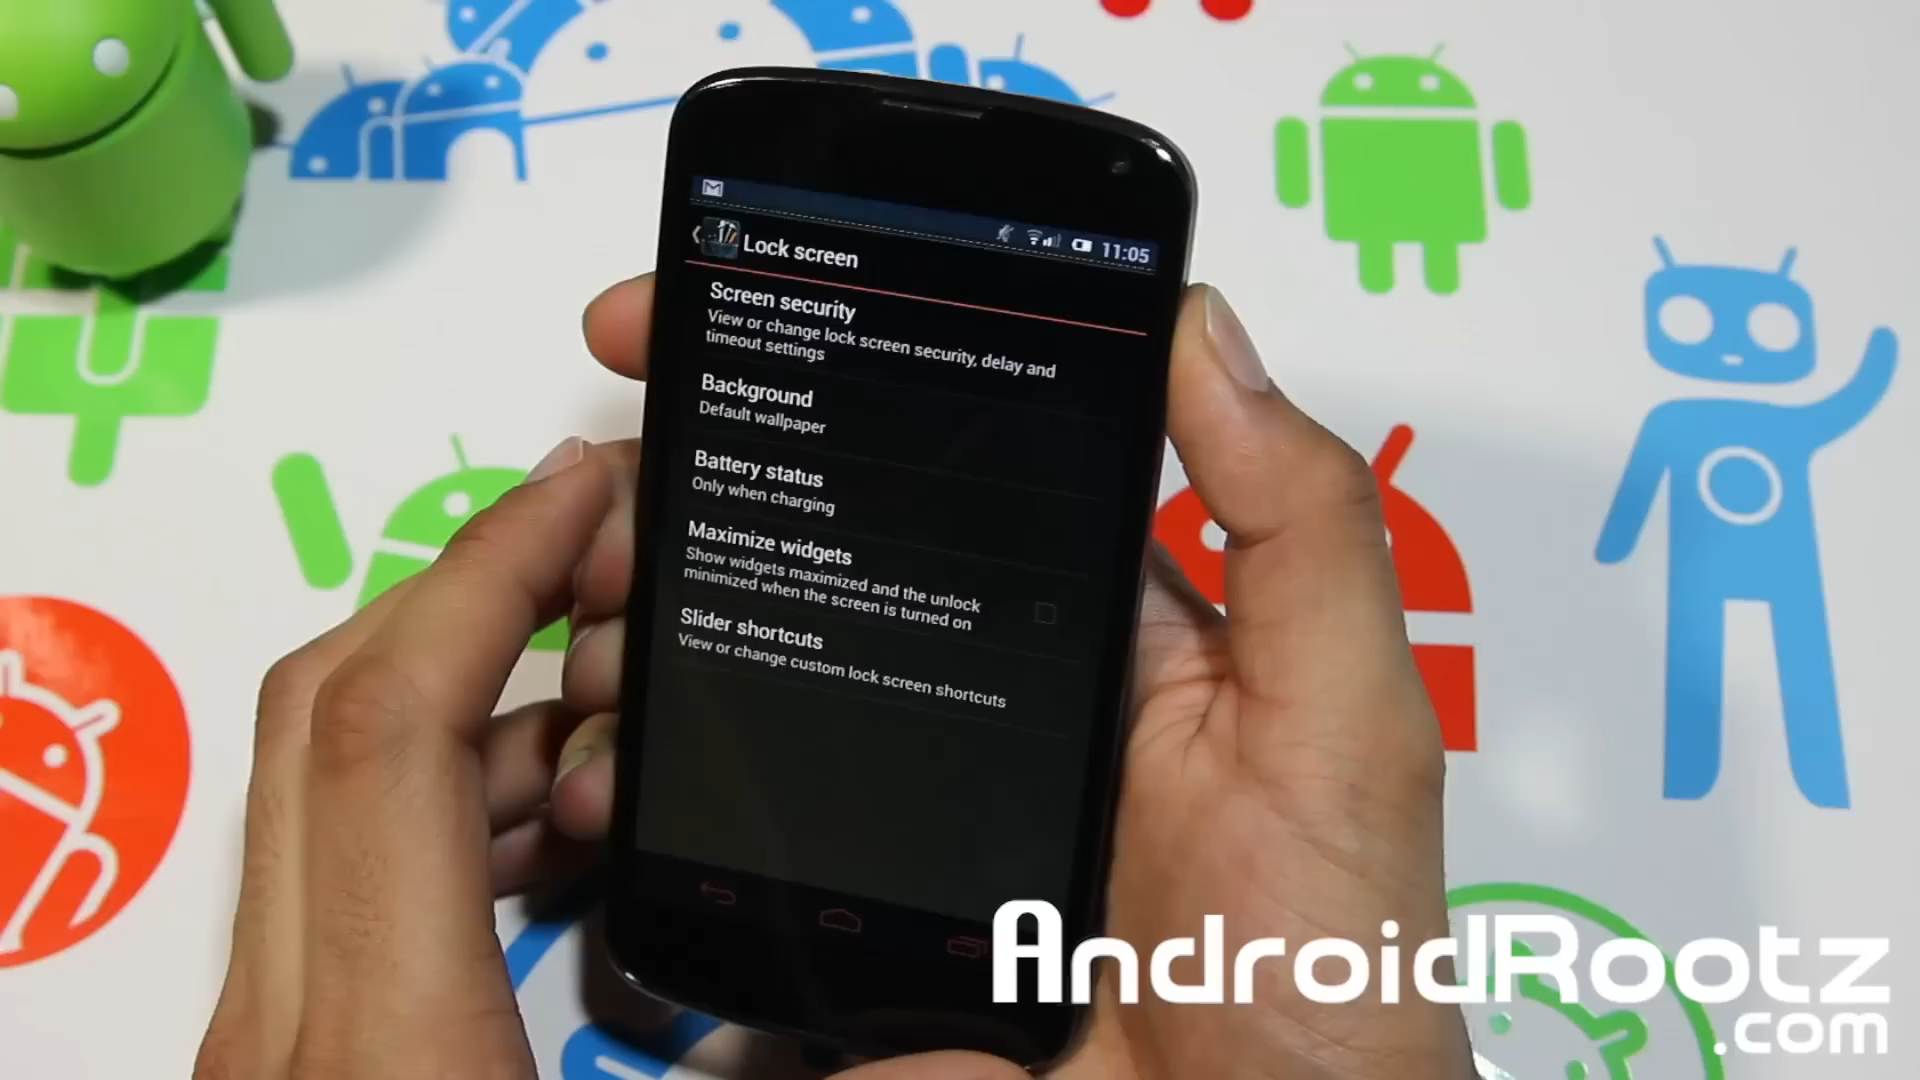 11:05
Lock screen
Screen security
View or change lock screen security, delay and
timeout settings
Background
Default wallpaper
Battery status
Only when charging
Maximize widgets
Show widgets maximized and the unlock
minimized when the screen is turned on
Slider shortcuts
View or change custom lock screen shortcuts
AndroidRootz
.com